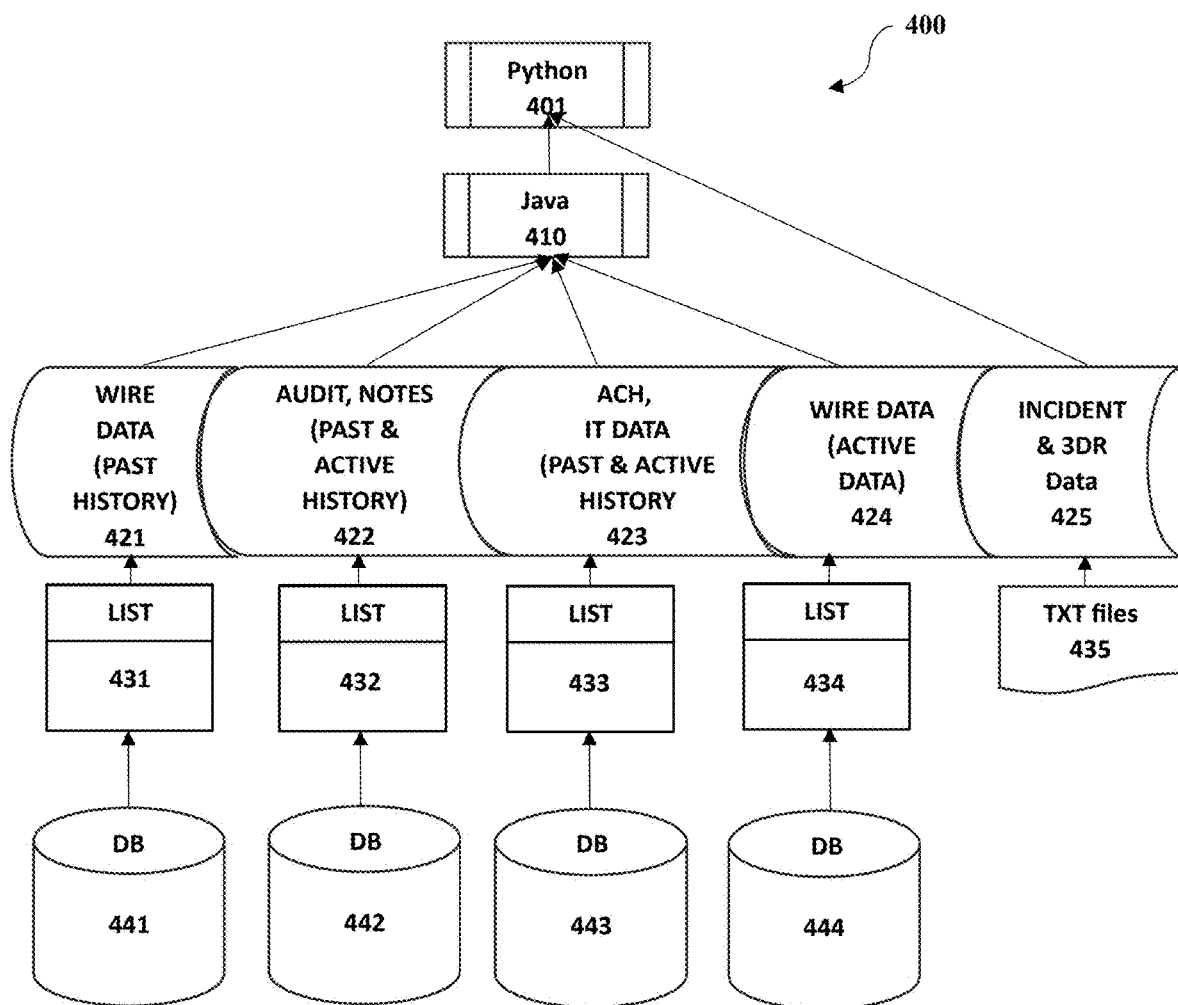 400
Python
401
Java
410
WIRE
DATA
(PAST
HISTORY)
421
AUDIT, NOTES
(PAST &
ACTIVE
HISTORY)
422
ACH,
IT DATA
(PAST & ACTIVE
HISTORY
423
WIRE DATA
(ACTIVE
DATA)
424
INCIDENT
& 3DR
Data
425
LIST
431
LIST
432
LIST
433
LIST
434
TXT files
435
DB
441
DB
442
DB
443
DB
444